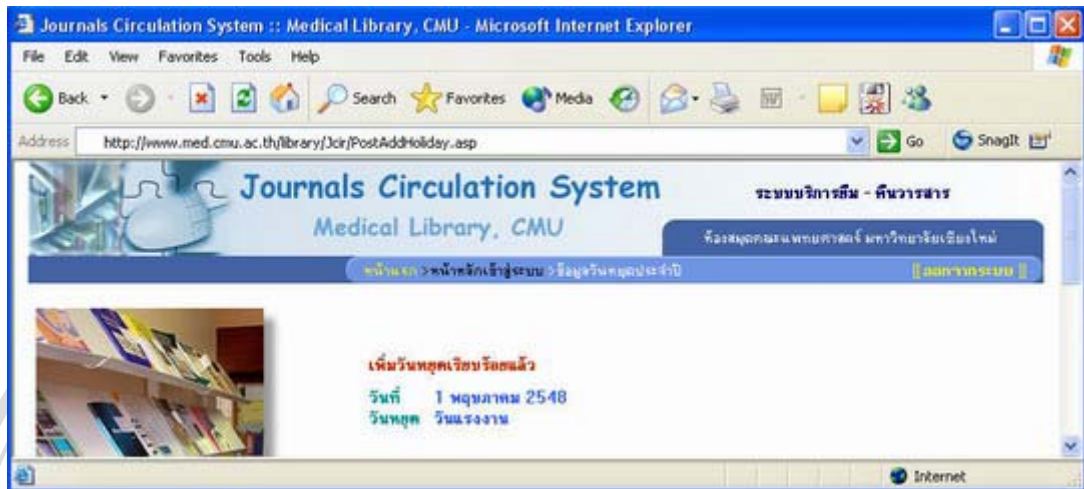 Journals Circulation System :: Medical Library, CMU - Microsoft Internet Explorer
File Edit View Favorites Tools Help
Back Search Favorites Media
Address http://www.med.cmu.ac.th/library/Jcir/PostAddHoliday.asp Go SnagIt
Journals Circulation System ระบบบริการยืม - คืนวารสาร
Medical Library, CMU ห้องสมุดคณะแพทยศาสตร์ มหาวิทยาลัยเชียงใหม่
หน้าแรก >หน้าหลักเข้าสู่ระบบ >ข้อมูลวันหยุดประจำปี [[ ออกจากระบบ ]]
เพิ่มวันหยุดเรียบร้อยแล้ว
วันที่ 1 พฤษภาคม 2548
วันหยุด วันแรงงาน
Internet